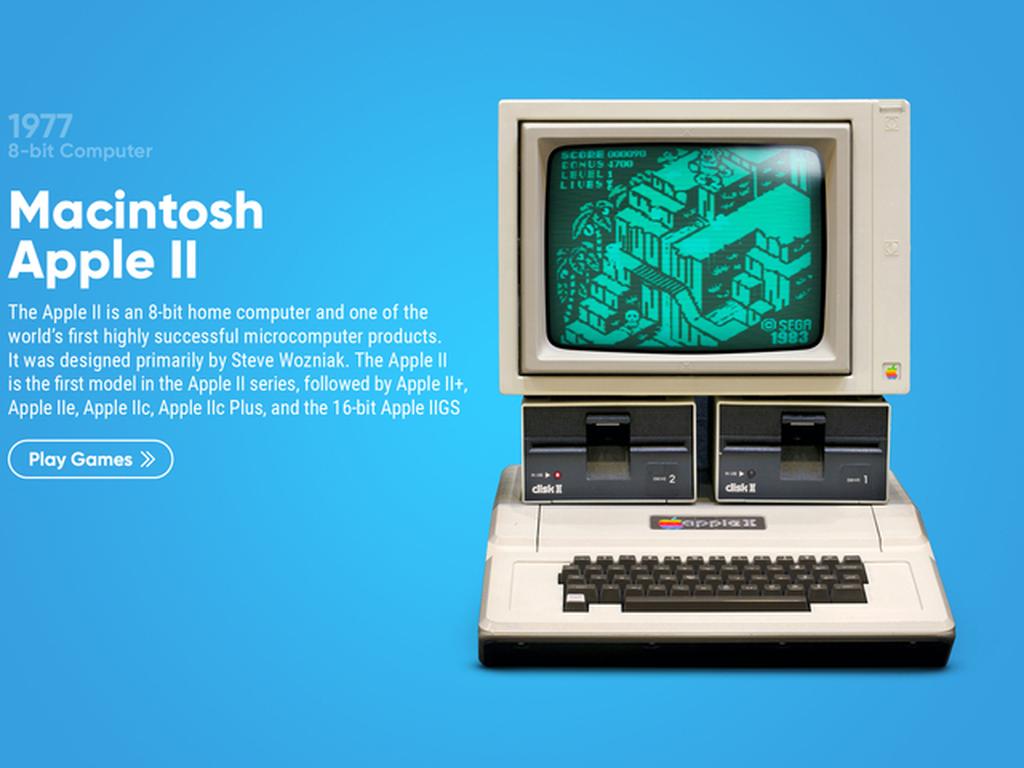 1977
8-bit Computer
Macintosh
Apple II
The Apple II is an 8-bit home computer and one of the
world's first highly successful microcomputer products.
It was designed primarily by Steve Wozniak. The Apple II
is the first model in the Apple II series, followed by Apple II+,
Apple IIe, Apple IIc, Apple IIc Plus, and the 16-bit Apple IIGS
Play Games
SCORE 000090
BONUS 4700
LEVEL 1
LIVES
© SEGA
1983
IN USE
disk II
DRIVE 2
IN USE
disk II
DRIVE 1
apple II